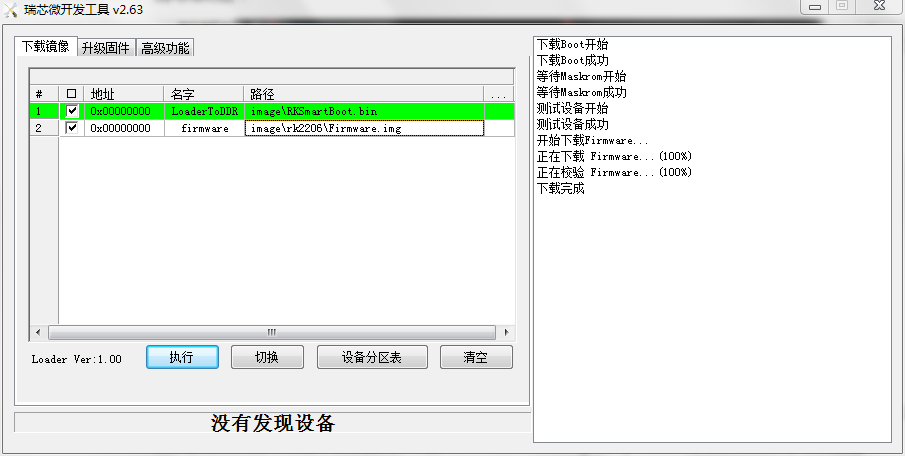 瑞芯微开发工具 v2.63
下载镜像 升级固件 高级功能
# 地址 名字 路径 ...
1 0x00000000 LoaderToDDR image\RKSmartBoot.bin
2 0x00000000 firmware image\rk2206\Firmware.img
Loader Ver:1.00 执行 切换 设备分区表 清空
没有发现设备
下载Boot开始
下载Boot成功
等待Maskrom开始
等待Maskrom成功
测试设备开始
测试设备成功
开始下载Firmware...
正在下载 Firmware...(100%)
正在校验 Firmware...(100%)
下载完成